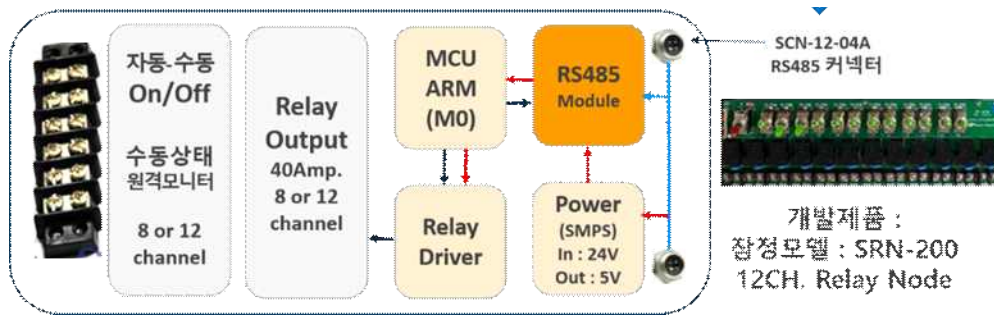 자동·수동
On/Off
수동상태
원격모니터
8 or 12
channel
Relay
Output
40Amp.
8 or 12
channel
MCU
ARM
(M0)
Relay
Driver
RS485
Module
Power
(SMPS)
In : 24V
Out : 5V
SCN-12-04A
RS485 커넥터
개발제품 :
잠정모델 : SRN-200
12CH. Relay Node